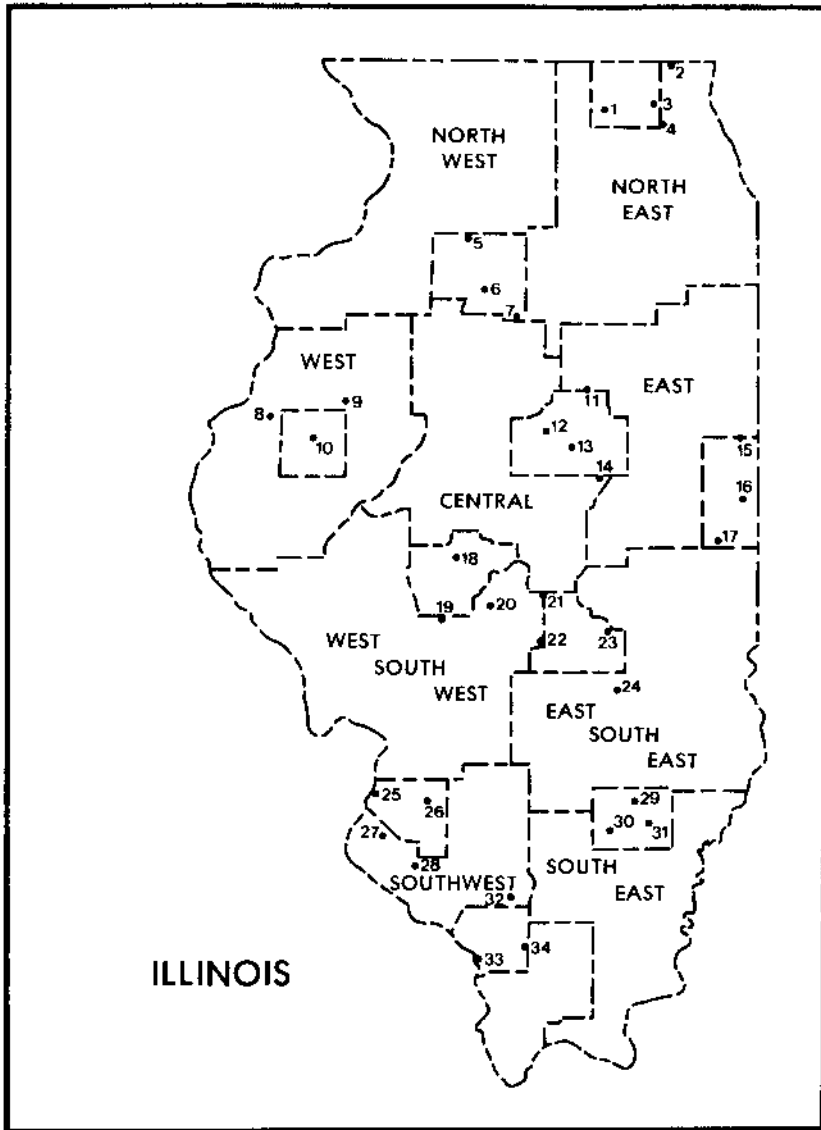 2
1
3
4
NORTH
WEST
NORTH
EAST
5
6
7
WEST
EAST
8
9
10
11
12
13
14
15
16
17
CENTRAL
18
19
20
21
22
23
24
WEST
SOUTH
WEST
EAST
SOUTH
EAST
25
26
27
28
29
30
31
SOUTH
EAST
SOUTHWEST
32
33
34
ILLINOIS